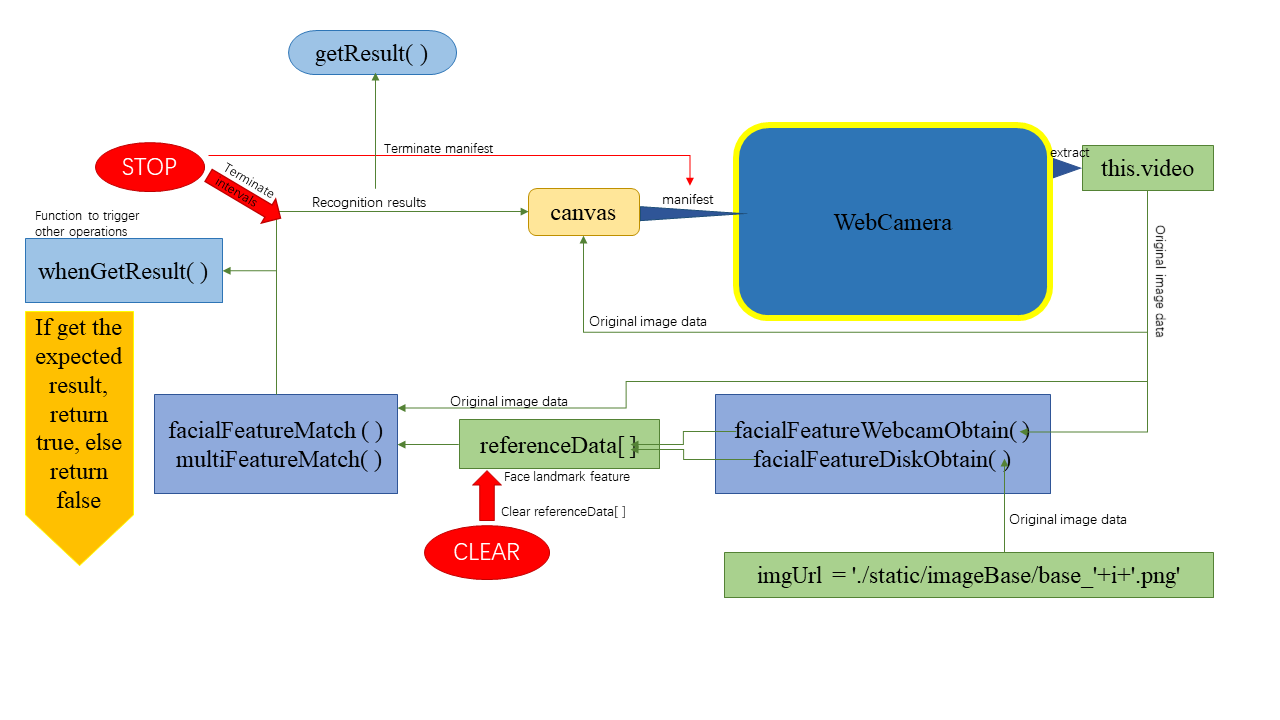 getResult( )
STOP
Terminate manifest
Terminate
intervals
Recognition results
canvas
manifest
WebCamera
extract
this.video
Original image data
Function to trigger
other operations
whenGetResult( )
Original image data
If get the
expected
result,
return
true, else
return
false
Original image data
facialFeatureMatch ( )
multiFeatureMatch( )
referenceData[ ]
Face landmark feature
facialFeatureWebcamObtain( )
facialFeatureDiskObtain( )
Clear referenceData[ ]
CLEAR
Original image data
imgUrl = './static/imageBase/base_'+i+'.png'